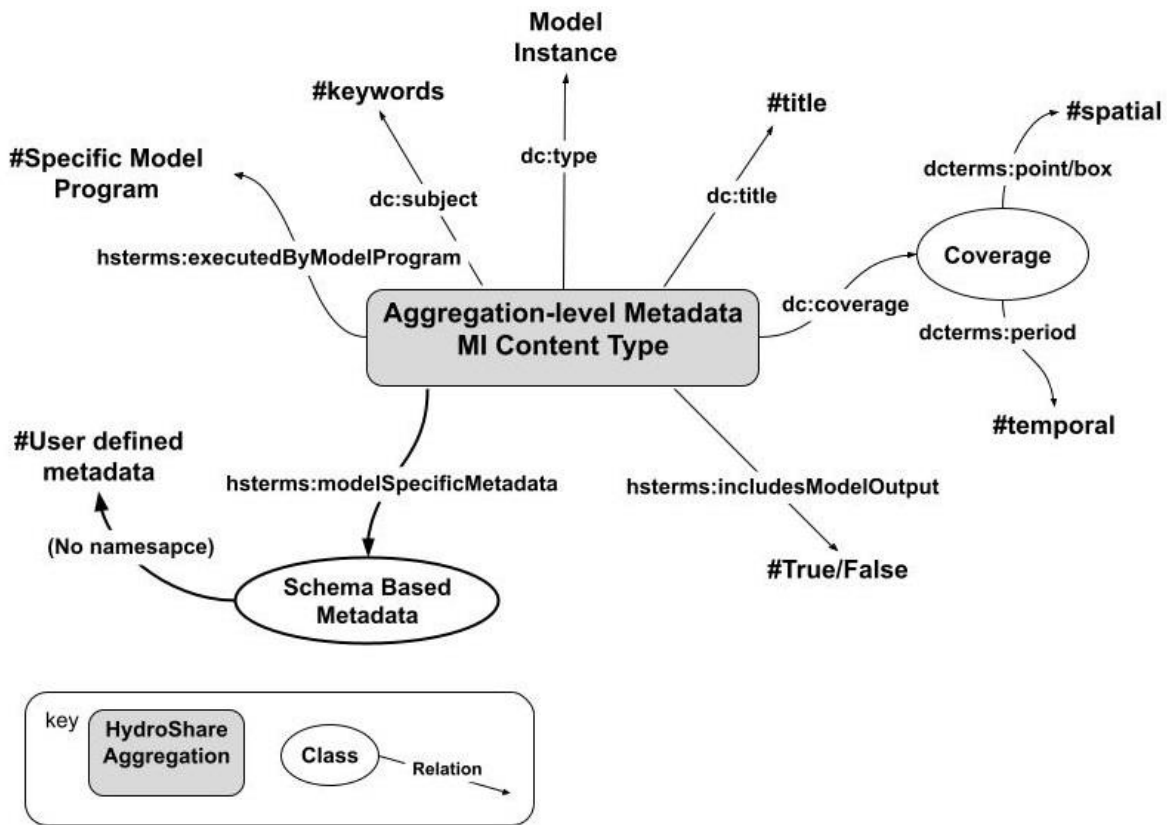 Model
Instance
#keywords
#title
#spatial
dc:type
#Specific Model
Program
dcterms:point/box
dc:subject
dc:title
hsterms:executedByModelProgram
Coverage
Aggregation-level Metadata
MI Content Type
dc:coverage
dcterms:period
#temporal
#User defined
metadata
hsterms:modelSpecificMetadata
hsterms:includesModelOutput
(No namesapce)
#True/False
Schema Based
Metadata
key
HydroShare
Aggregation
Class
Relation